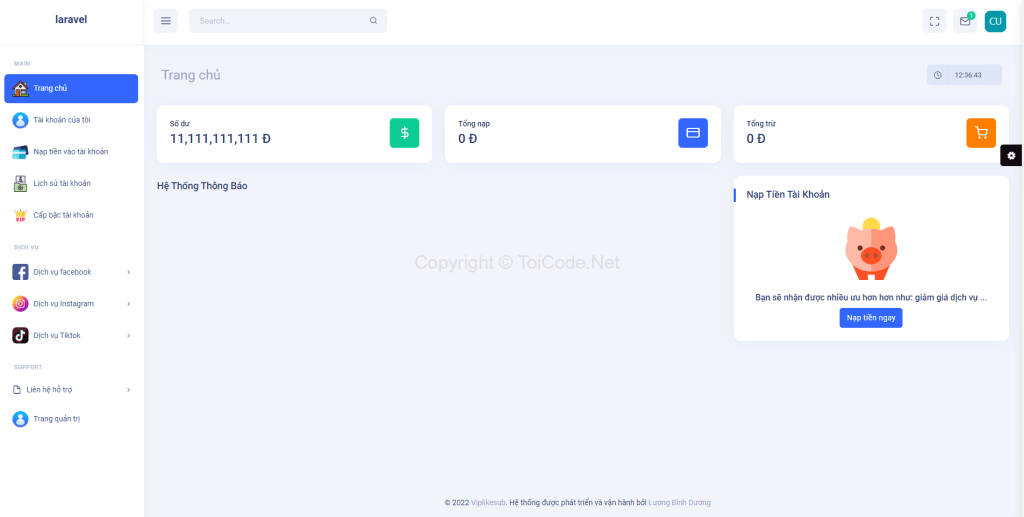 laravel
Search...
1
CU
MAIN
Trang chủ
Tài khoản của tôi
Nạp tiền vào tài khoản
Lịch sử tài khoản
VIP
Cấp bậc tài khoản
DỊCH VỤ
Dịch vụ facebook
Dịch vụ Instagram
Dịch vụ Tiktok
SUPPORT
Liên hệ hỗ trợ
Trang quản trị
Trang chủ
12:36:43
Số dư
11,111,111,111 Đ
Tổng nạp
0 Đ
Tổng trừ
0 Đ
Hệ Thống Thông Báo
Nạp Tiền Tài Khoản
Bạn sẽ nhận được nhiều ưu hơn hơn như: giảm giá dịch vụ ...
Nạp tiền ngay
Copyright © ToiCode.Net
© 2022 Viplikesub. Hệ thống được phát triển và vận hành bởi Lương Bình Dương